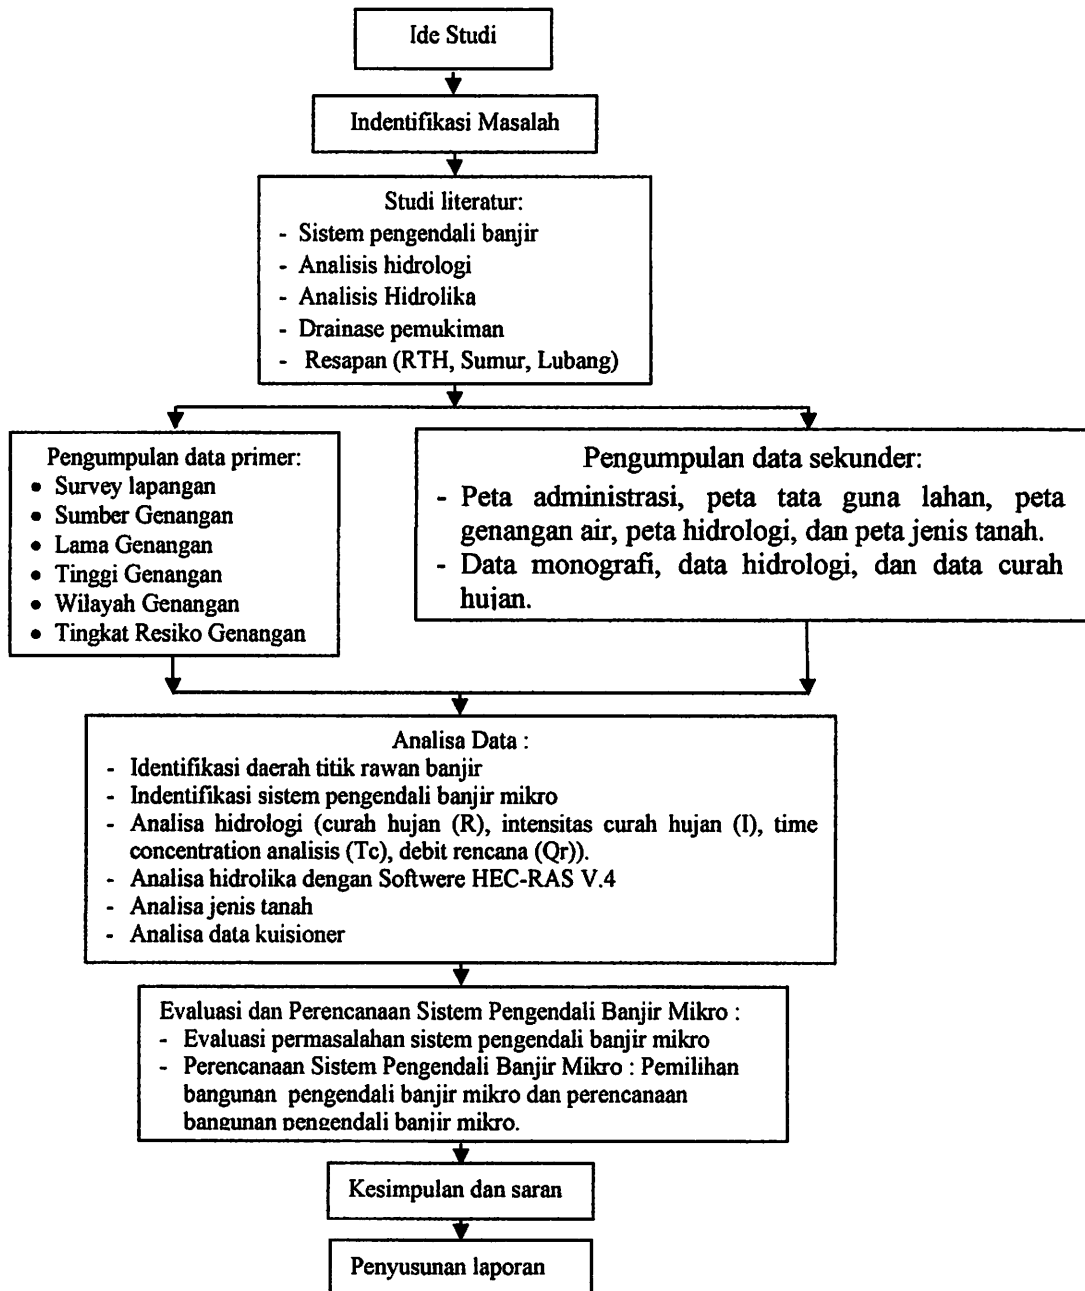 Ide Studi
Indentifikasi Masalah
Studi literatur:
- Sistem pengendali banjir
- Analisis hidrologi
- Analisis Hidrolika
- Drainase pemukiman
- Resapan (RTH, Sumur, Lubang)
Pengumpulan data primer:
• Survey lapangan
• Sumber Genangan
• Lama Genangan
• Tinggi Genangan
• Wilayah Genangan
• Tingkat Resiko Genangan
Pengumpulan data sekunder:
- Peta administrasi, peta tata guna lahan, peta
genangan air, peta hidrologi, dan peta jenis tanah.
- Data monografi, data hidrologi, dan data curah
hujan.
Analisa Data :
- Identifikasi daerah titik rawan banjir
- Indentifikasi sistem pengendali banjir mikro
- Analisa hidrologi (curah hujan (R), intensitas curah hujan (I), time
concentration analisis (Tc), debit rencana (Qr)).
- Analisa hidrolika dengan Softwere HEC-RAS V.4
- Analisa jenis tanah
- Analisa data kuisioner
Evaluasi dan Perencanaan Sistem Pengendali Banjir Mikro :
- Evaluasi permasalahan sistem pengendali banjir mikro
- Perencanaan Sistem Pengendali Banjir Mikro : Pemilihan
bangunan pengendali banjir mikro dan perencanaan
bangunan pengendali banjir mikro.
Kesimpulan dan saran
Penyusunan laporan